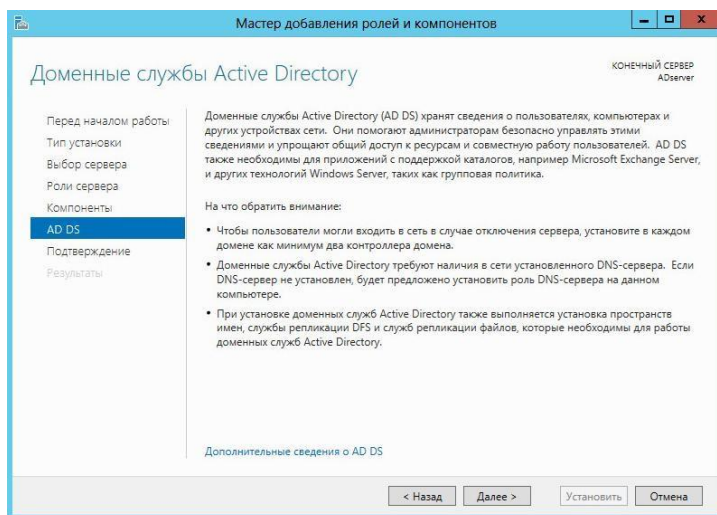 Мастер добавления ролей и компонентов
x
Доменные службы Active Directory
КОНЕЧНЫЙ СЕРВЕР
ADserver
Перед началом работы
Тип установки
Выбор сервера
Роли сервера
Компоненты
AD DS
Подтверждение
Результаты
Доменные службы Active Directory (AD DS) хранят сведения о пользователях, компьютерах и
других устройствах сети. Они помогают администраторам безопасно управлять этими
сведениями и упрощают общий доступ к ресурсам и совместную работу пользователей. AD DS
также необходимы для приложений с поддержкой каталогов, например Microsoft Exchange Server,
и других технологий Windows Server, таких как групповая политика.
На что обратить внимание:
• Чтобы пользователи могли входить в сеть в случае отключения сервера, установите в каждом
домене как минимум два контроллера домена.
• Доменные службы Active Directory требуют наличия в сети установленного DNS-сервера. Если
DNS-сервер не установлен, будет предложено установить роль DNS-сервера на данном
компьютере.
• При установке доменных служб Active Directory также выполняется установка пространств
имен, службы репликации DFS и служб репликации файлов, которые необходимы для работы
доменных служб Active Directory.
Дополнительные сведения о AD DS
< Назад
Далее >
Установить
Отмена